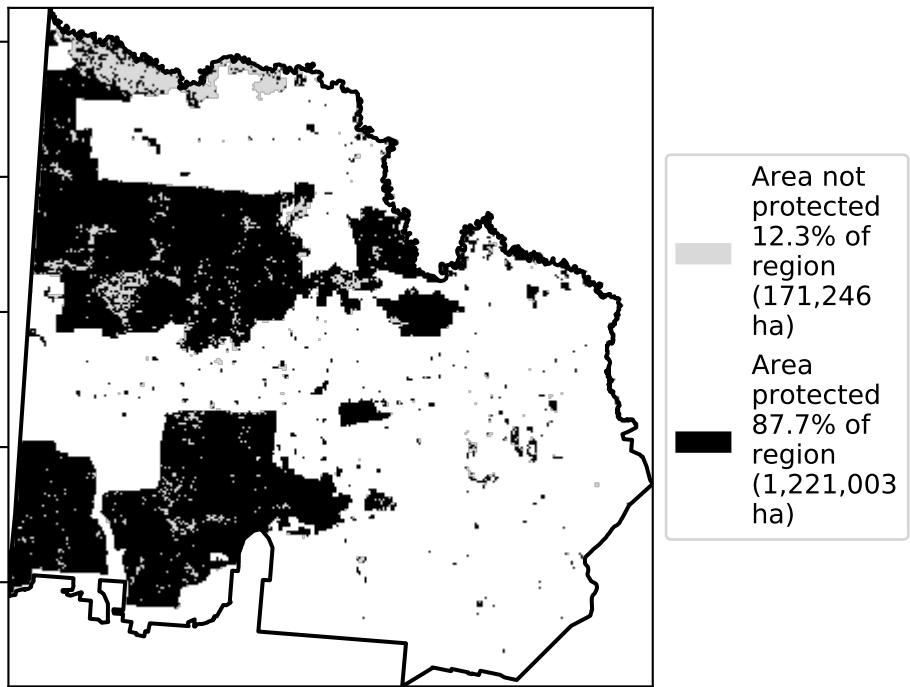 Area not
protected
12.3% of
region
(171,246
ha)
Area
protected
87.7% of
region
(1,221,003
ha)